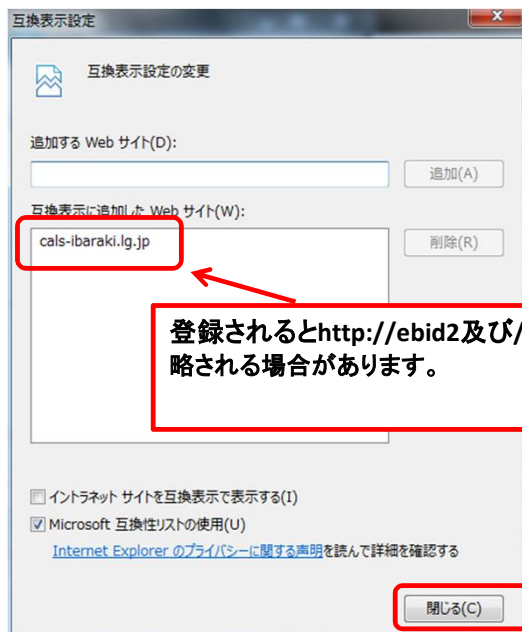 互換表示設定
互換表示設定の変更
追加する Web サイト(D):
追加(A)
互換表示に追加した Web サイト(W):
cals-ibaraki.lg.jp
削除(R)
登録されるとhttp://ebid2及び/
略される場合があります。
イントラネット サイトを互換表示で表示する(I)
Microsoft 互換性リストの使用(U)
Internet Explorer のプライバシーに関する声明を読んで詳細を確認する
閉じる(C)